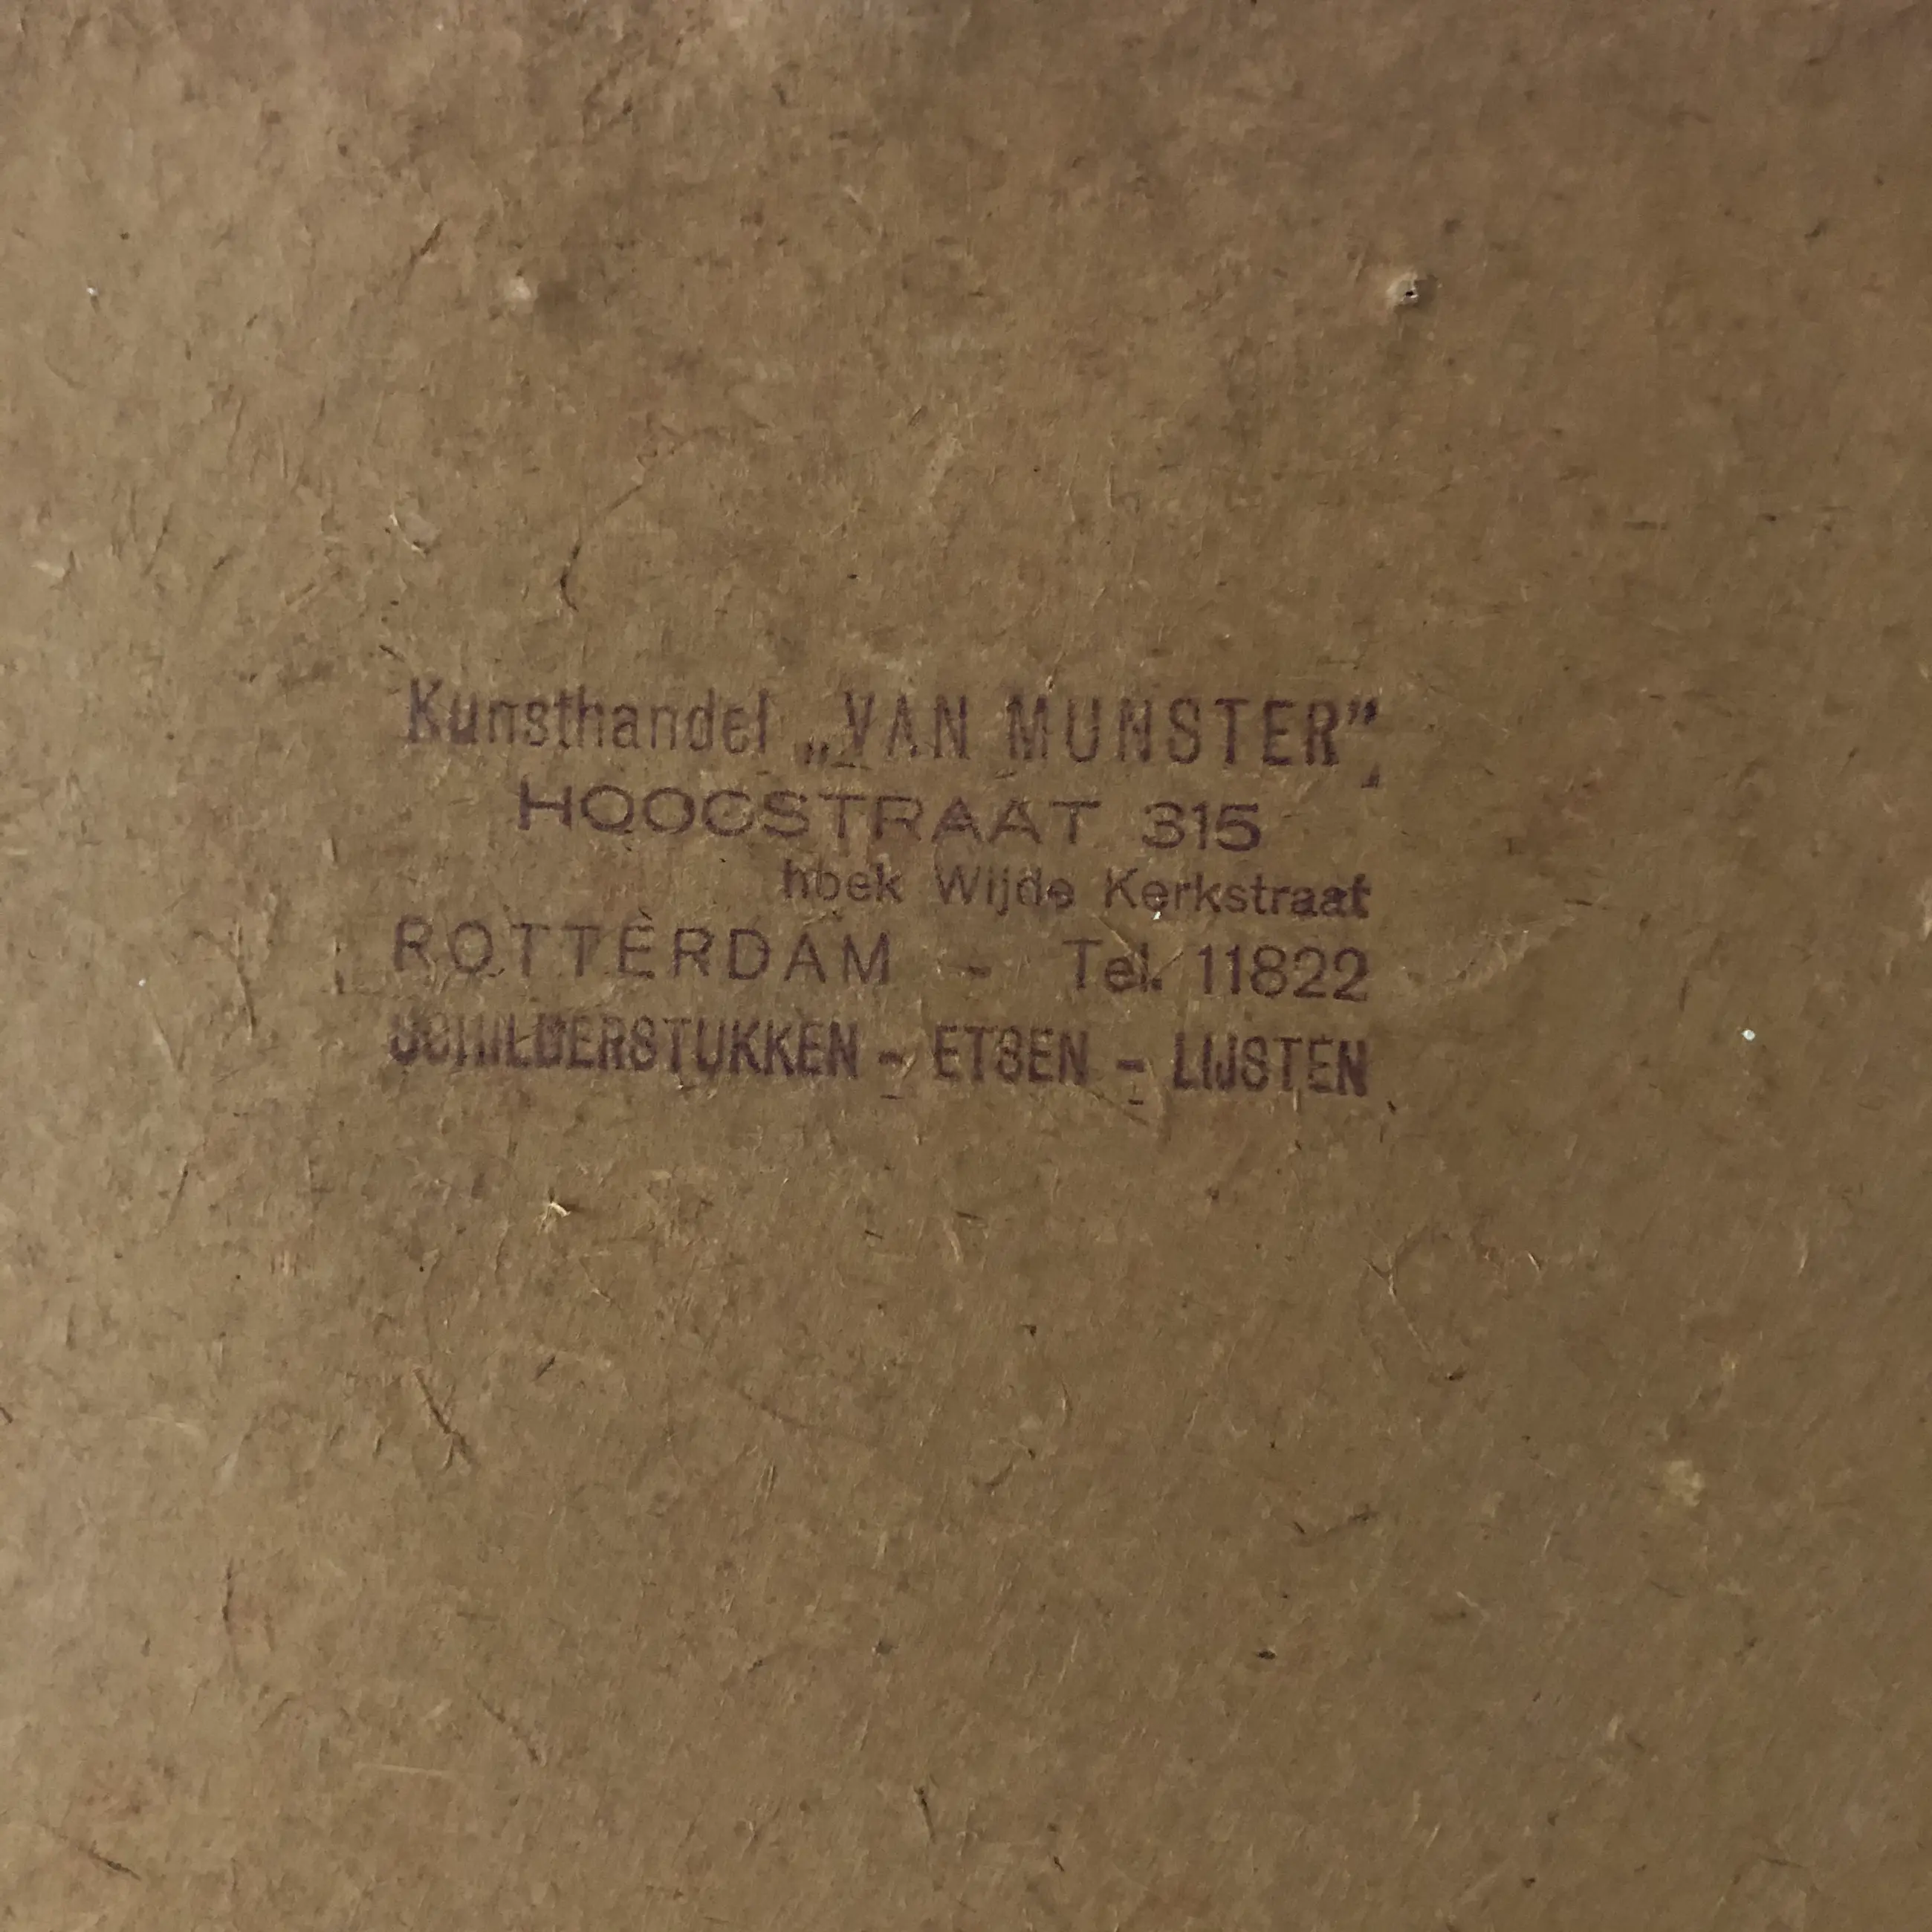 Kunsthandel „VAN MUNSTER”
HOOGSTRAAT 315
hoek Wijde Kerkstraat
ROTTERDAM - Tel. 11822
SCHILDERSTUKKEN - ETSEN - LIJSTEN